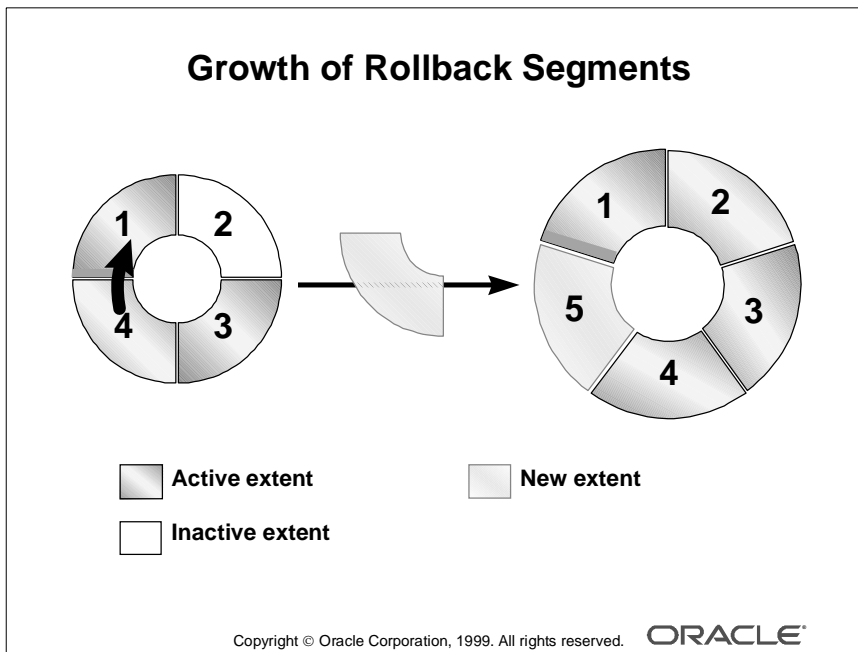 Growth of Rollback Segments
1
2
4
3
1
2
5
3
4
Active extent
New extent
Inactive extent
Copyright © Oracle Corporation, 1999. All rights reserved.
ORACLE®